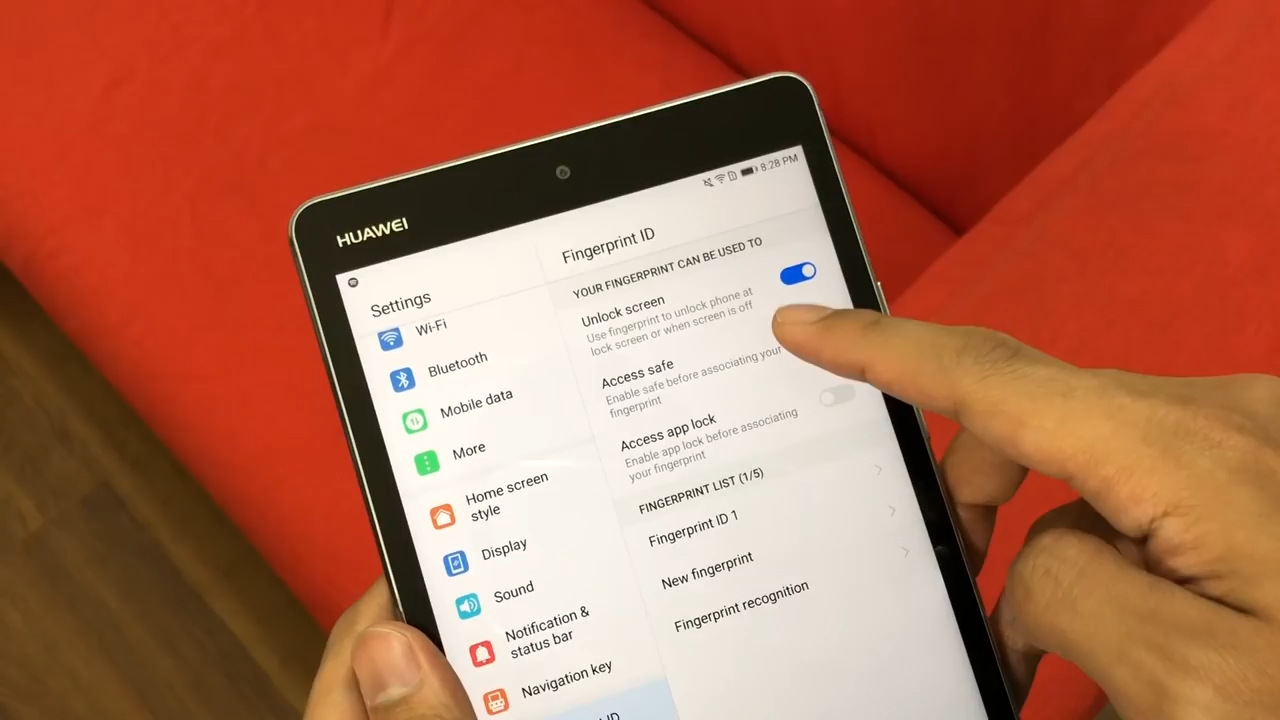 HUAWEI
8:28 PM
Settings
Wi-Fi
Bluetooth
Mobile data
More
Home screen
style
Display
Sound
Notification &
status bar
Navigation key
ID
Fingerprint ID
YOUR FINGERPRINT CAN BE USED TO
Unlock screen
Use fingerprint to unlock phone at
lock screen or when screen is off
Access safe
Enable safe before associating your
fingerprint
Access app lock
Enable app lock before associating
your fingerprint
FINGERPRINT LIST (1/5)
Fingerprint ID 1
New fingerprint
Fingerprint recognition